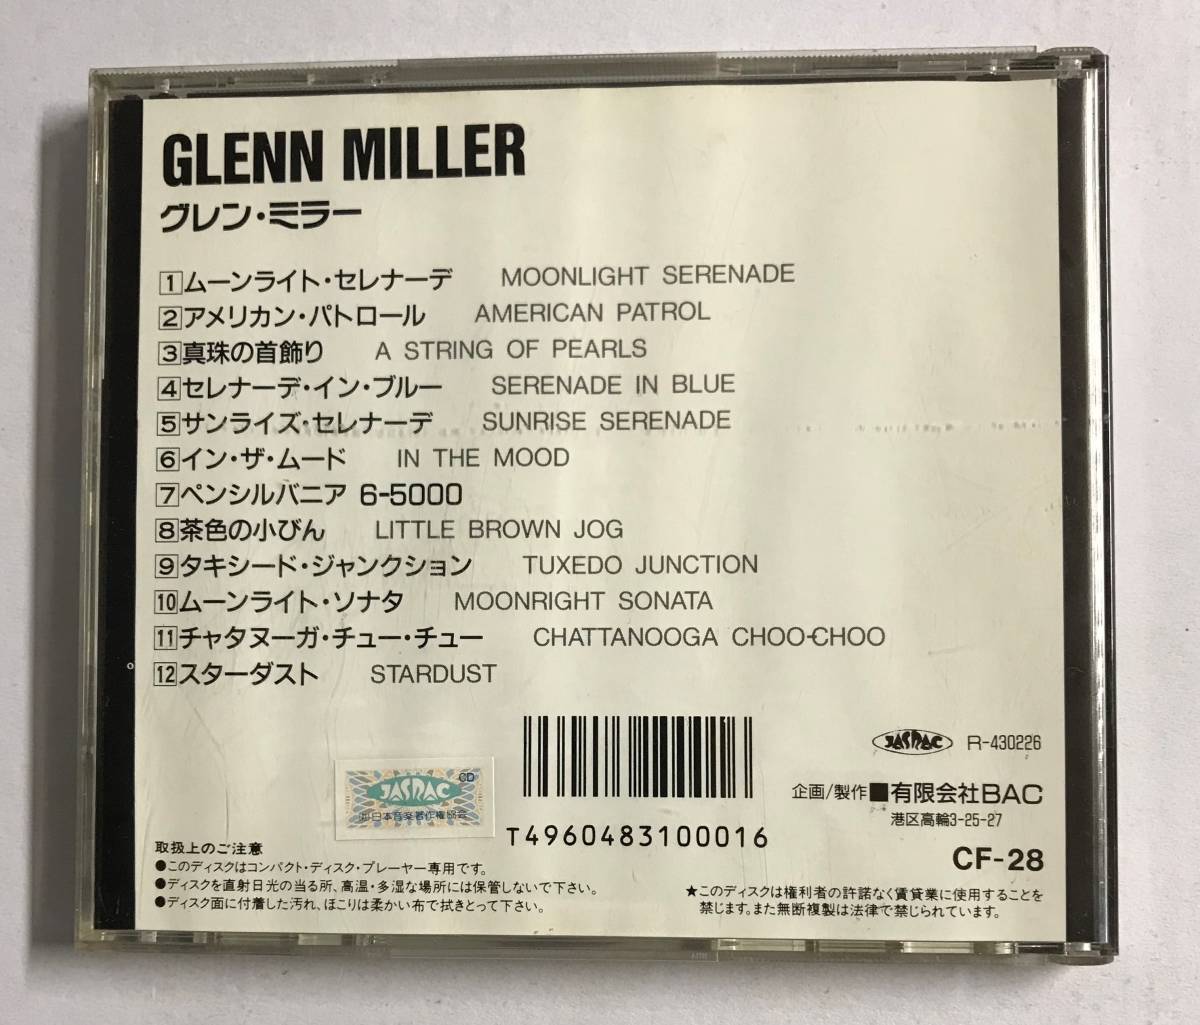 GLENN MILLER
グレン・ミラー
1 ムーンライト・セレナーデ MOONLIGHT SERENADE
2 アメリカン・パトロール AMERICAN PATROL
3 真珠の首飾り A STRING OF PEARLS
4 セレナーデ・イン・ブルー SERENADE IN BLUE
5 サンライズ・セレナーデ SUNRISE SERENADE
6 イン・ザ・ムード IN THE MOOD
7 ペンシルバニア 6-5000
8 茶色の小びん LITTLE BROWN JOG
9 タキシード・ジャンクション TUXEDO JUNCTION
10 ムーンライト・ソナタ MOONRIGHT SONATA
11 チャタヌーガ・チュー・チュー CHATTANOOGA CHOO-CHOO
12 スターダスト STARDUST
JASRAC R-430226
CD
JASRAC
(社)日本音楽著作権協会
T4960483100016
企画/製作■有限会社BAC
港区高輪3-25-27
CF-28
取扱上のご注意
●このディスクはコンパクト・ディスク・プレーヤー専用です。
●ディスクを直射日光の当る所、高温・多湿な場所には保管しないで下さい。
●ディスク面に付着した汚れ、ほこりは柔かい布で拭きとって下さい。
★このディスクは権利者の許諾なく賃貸業に使用することを
禁じます。また無断複製は法律で禁じられています。